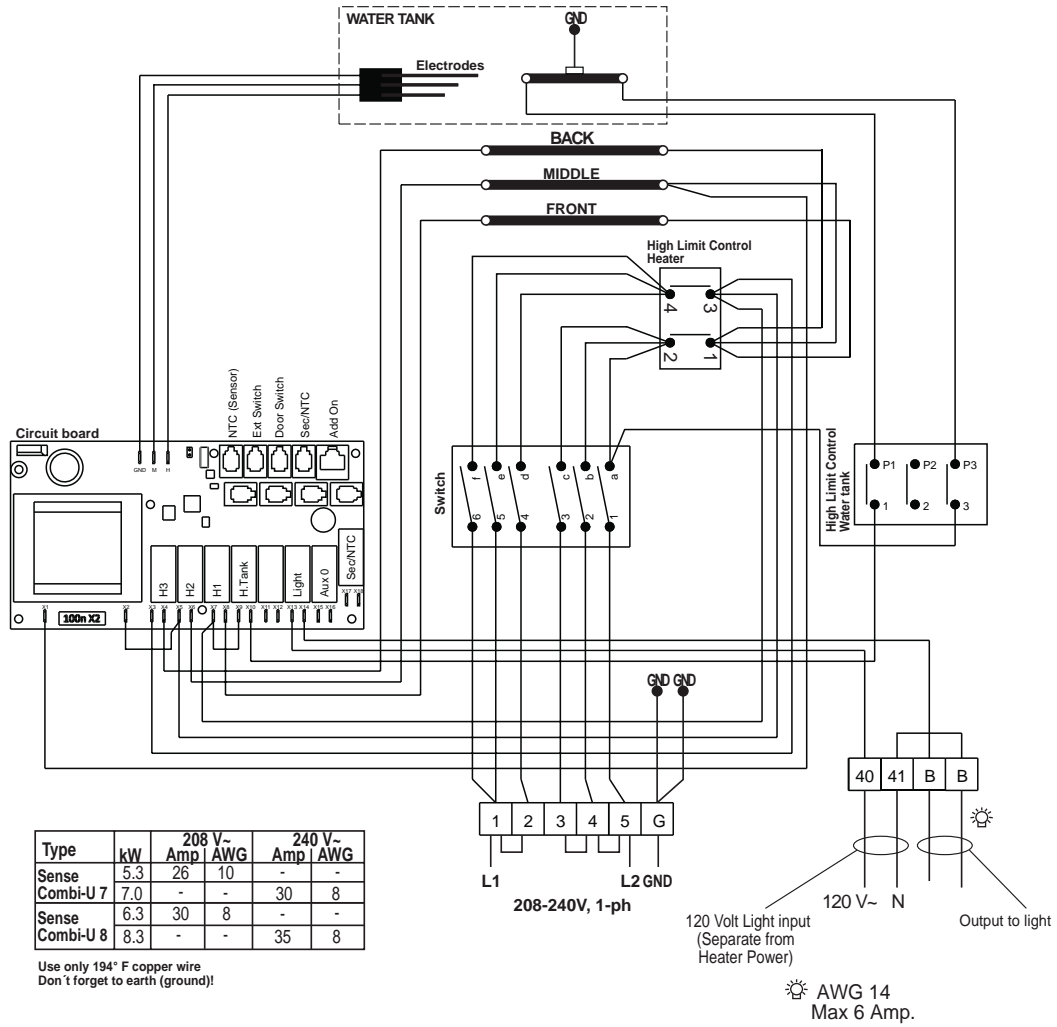 WATER TANK
GND
Electrodes
BACK
MIDDLE
FRONT
High Limit Control
Heater
4 3
2 1
NTC (Sensor)
Ext Switch
Door Switch
Sec/NTC
Add On
Circuit board
GND M H
H3
H2
H1
H.Tank
Light
Aux 0
Sec/NTC
X17 X18
X1 X2 X3 X4 X5 X6 X7 X8 X9 X10 X11 X12 X13 X14 X15 X16
100n X2
Switch
f e d c b a
6 5 4 3 2 1
High Limit Control
Water tank
P1 P2 P3
1 2 3
GND GND
1 2 3 4 5 G
L1 L2 GND
208-240V, 1-ph
40 41 B B
120 V~ N
120 Volt Light input
(Separate from
Heater Power)
Output to light
AWG 14
Max 6 Amp.
Type kW 208 V~ Amp AWG 240 V~ Amp AWG
Sense 5.3 26 10 - -
Combi-U 7 7.0 - - 30 8
Sense 6.3 30 8 - -
Combi-U 8 8.3 - - 35 8
Use only 194° F copper wire
Don´t forget to earth (ground)!